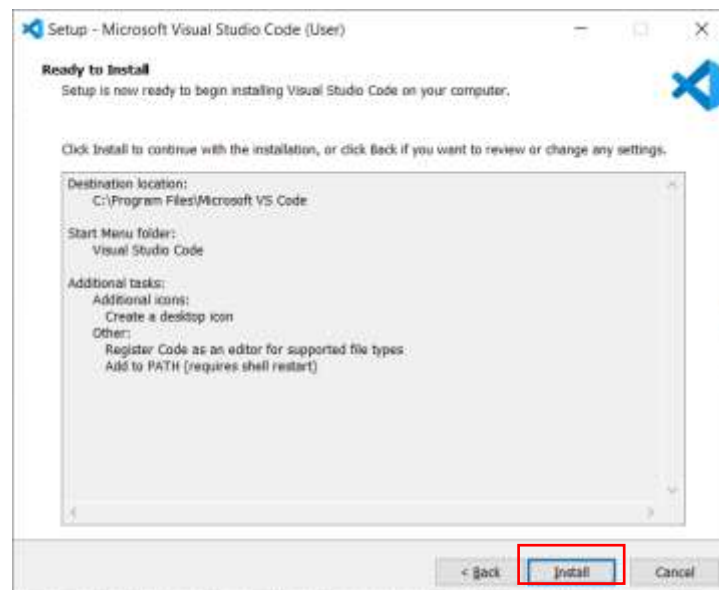 Setup - Microsoft Visual Studio Code (User)
Ready to Install
Setup is now ready to begin installing Visual Studio Code on your computer.
Click Install to continue with the installation, or click Back if you want to review or change any settings.
Destination location:
C:\Program Files\Microsoft VS Code
Start Menu folder:
Visual Studio Code
Additional tasks:
Additional icons:
Create a desktop icon
Other:
Register Code as an editor for supported file types
Add to PATH (requires shell restart)
< Back Install Cancel